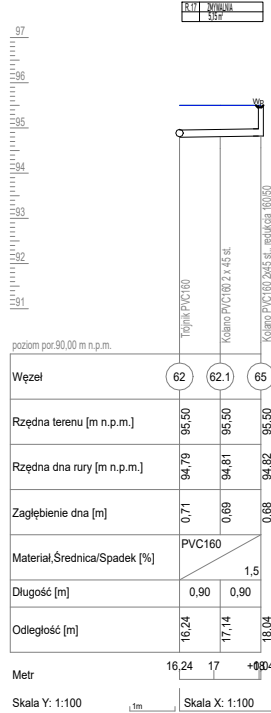 R.17 ZMYWALNIA
5,15 m²
97
96
95
94
93
92
91
Wp
Trójnik PVC160
Kolano PVC160 2 x 45 st.
Kolano PVC160 2x45 st., redukcja 160/50
poziom por.90,00 m n.p.m.
Węzeł 62 62.1 65
Rzędna terenu [m n.p.m.] 95,50 95,50 95,50
Rzędna dna rury [m n.p.m.] 94,79 94,81 94,82
Zagłębienie dna [m] 0,71 0,69 0,68
Materiał,Średnica/Spadek [%] PVC160 1,5
Długość [m] 0,90 0,90
Odległość [m] 16,24 17,14 18,04
Metr 16,24 17 +18,04
Skala Y: 1:100 1m Skala X: 1:100